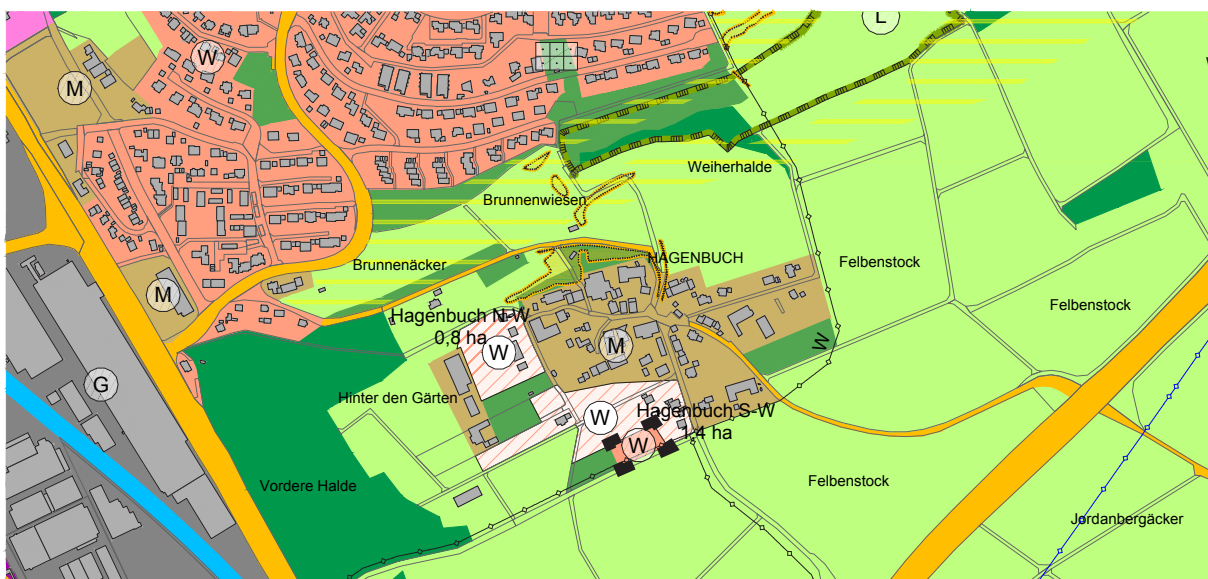 L
W
M
W
Weiherhalde
Brunnenwiesen
HAGENBUCH
Brunnenäcker
Felbenstock
Felbenstock
M
Hagenbuch N-W
0,8 ha
W
M
W
G
Hinter den Gärten
W
Hagenbuch S-W
1,4 ha
W
Vordere Halde
Felbenstock
Jordanbergäcker